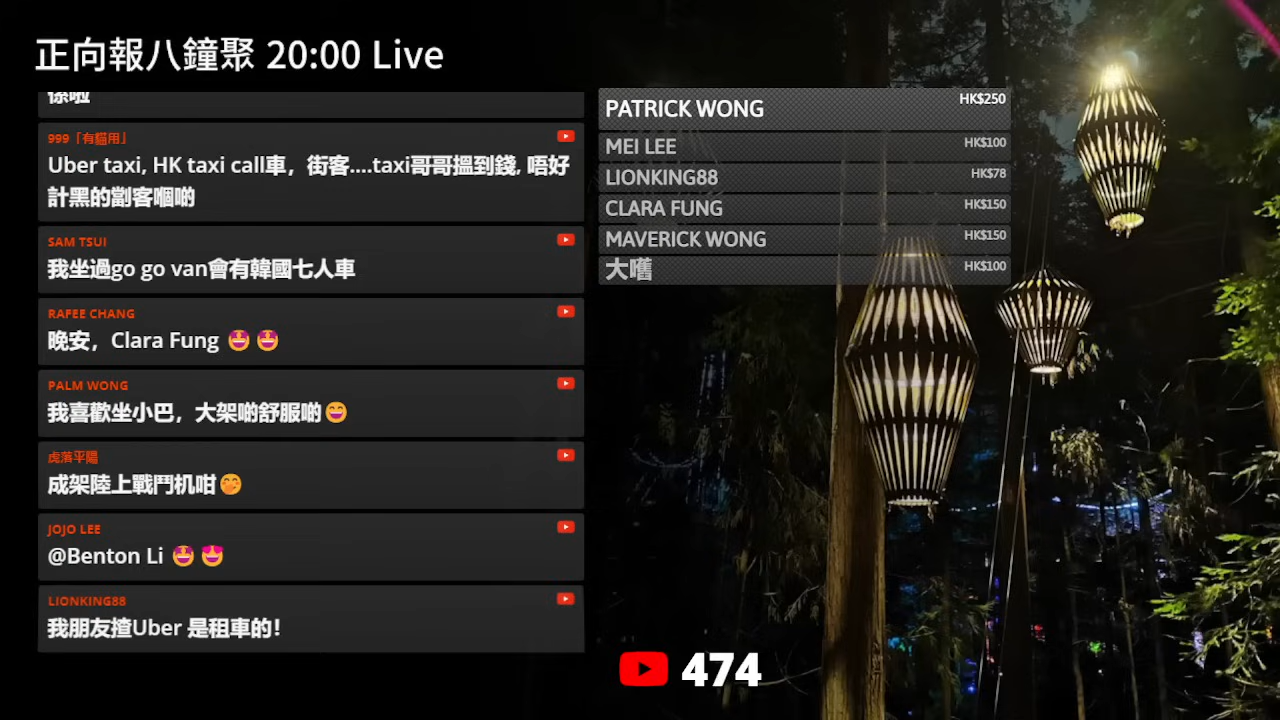 正向報八鐘聚 20:00 Live
係啦
999「有貓用」
Uber taxi, HK taxi call車，街客....taxi哥哥搵到錢, 唔好
計黑的劏客嗰啲
SAM TSUI
我坐過go go van會有韓國七人車
RAFEE CHANG
晚安，Clara Fung
PALM WONG
我喜歡坐小巴，大架啲舒服啲
虎落平陽
成架陸上戰鬥机咁
JOJO LEE
@Benton Li
LIONKING88
我朋友揸Uber 是租車的！
PATRICK WONG HK$250
MEI LEE HK$100
LIONKING88 HK$78
CLARA FUNG HK$150
MAVERICK WONG HK$150
大嚿 HK$100
474